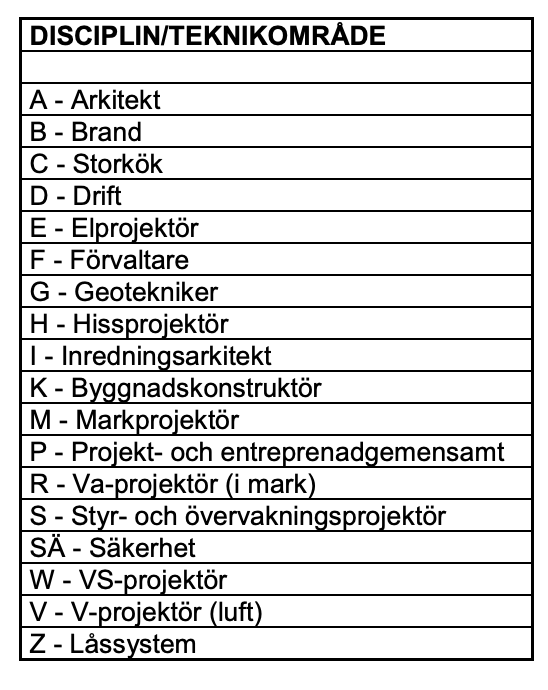 DISCIPLIN/TEKNIKOMRÅDE
A - Arkitekt
B - Brand
C - Storkök
D - Drift
E - Elprojektör
F - Förvaltare
G - Geotekniker
H - Hissprojektör
I - Inredningsarkitekt
K - Byggnadskonstruktör
M - Markprojektör
P - Projekt- och entreprenadgemensamt
R - Va-projektör (i mark)
S - Styr- och övervakningsprojektör
SÄ - Säkerhet
W - VS-projektör
V - V-projektör (luft)
Z - Låssystem